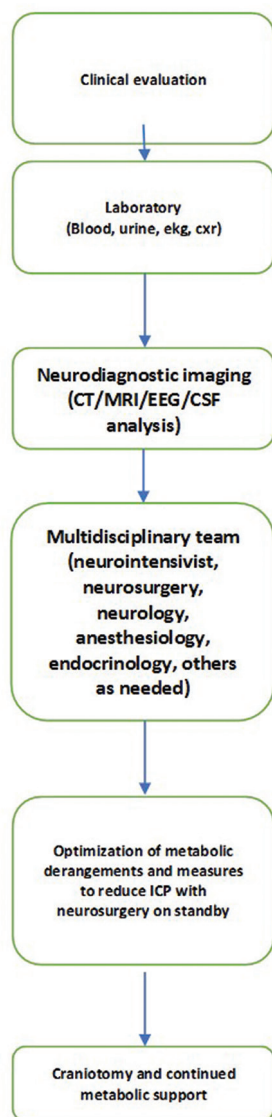 Clinical evaluation
Laboratory
(Blood, urine, ekg, cxr)
Neurodiagnostic imaging
(CT/MRI/EEG/CSF
analysis)
Multidisciplinary team
(neurointensivist,
neurosurgery,
neurology,
anesthesiology,
endocrinology, others
as needed)
Optimization of metabolic
derangements and measures
to reduce ICP with
neurosurgery on standby
Craniotomy and continued
metabolic support